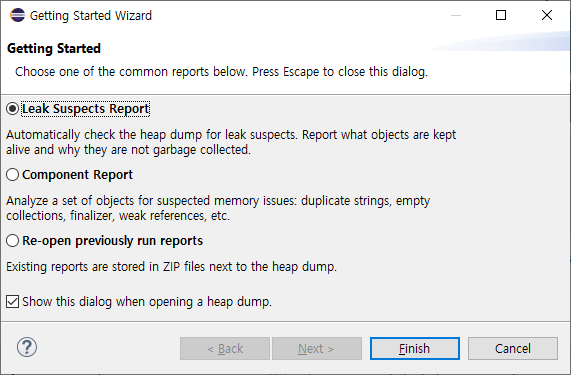 Getting Started Wizard
Getting Started
Choose one of the common reports below. Press Escape to close this dialog.
Leak Suspects Report
Automatically check the heap dump for leak suspects. Report what objects are kept
alive and why they are not garbage collected.
Component Report
Analyze a set of objects for suspected memory issues: duplicate strings, empty
collections, finalizer, weak references, etc.
Re-open previously run reports
Existing reports are stored in ZIP files next to the heap dump.
Show this dialog when opening a heap dump.
? < Back Next > Finish Cancel